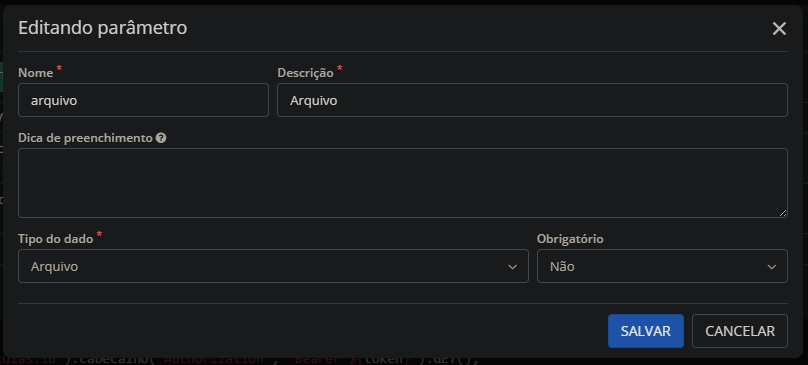 Editando parâmetro
Nome *
Descrição *
arquivo
Arquivo
Dica de preenchimento
Tipo do dado *
Obrigatório
Arquivo
Não
SALVAR
CANCELAR
).cabecalho("Authorization", "Bearer ${token}").GET();